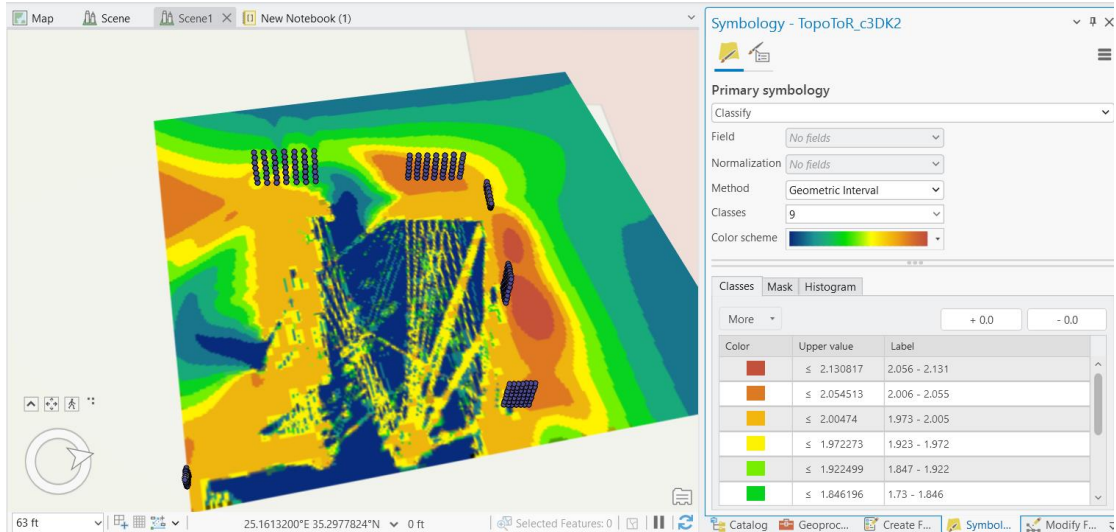 Map Scene Scene1 New Notebook (1)
Symbology - TopoToR_c3DK2
Primary symbology
Classify
Field No fields
Normalization No fields
Method Geometric Interval
Classes 9
Color scheme
Classes Mask Histogram
More + 0.0 - 0.0
Color Upper value Label
≤ 2.130817 2.056 - 2.131
≤ 2.054513 2.006 - 2.055
≤ 2.00474 1.973 - 2.005
≤ 1.972273 1.923 - 1.972
≤ 1.922499 1.847 - 1.922
≤ 1.846196 1.73 - 1.846
63 ft 25.1613200°E 35.2977824°N 0 ft Selected Features: 0
Catalog Geoproc... Create F... Symbol... Modify F...